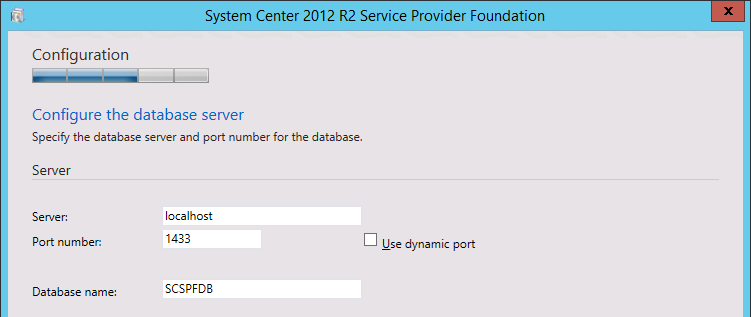 System Center 2012 R2 Service Provider Foundation
x
Configuration
Configure the database server
Specify the database server and port number for the database.
Server
Server: localhost
Port number: 1433 Use dynamic port
Database name: SCSPFDB